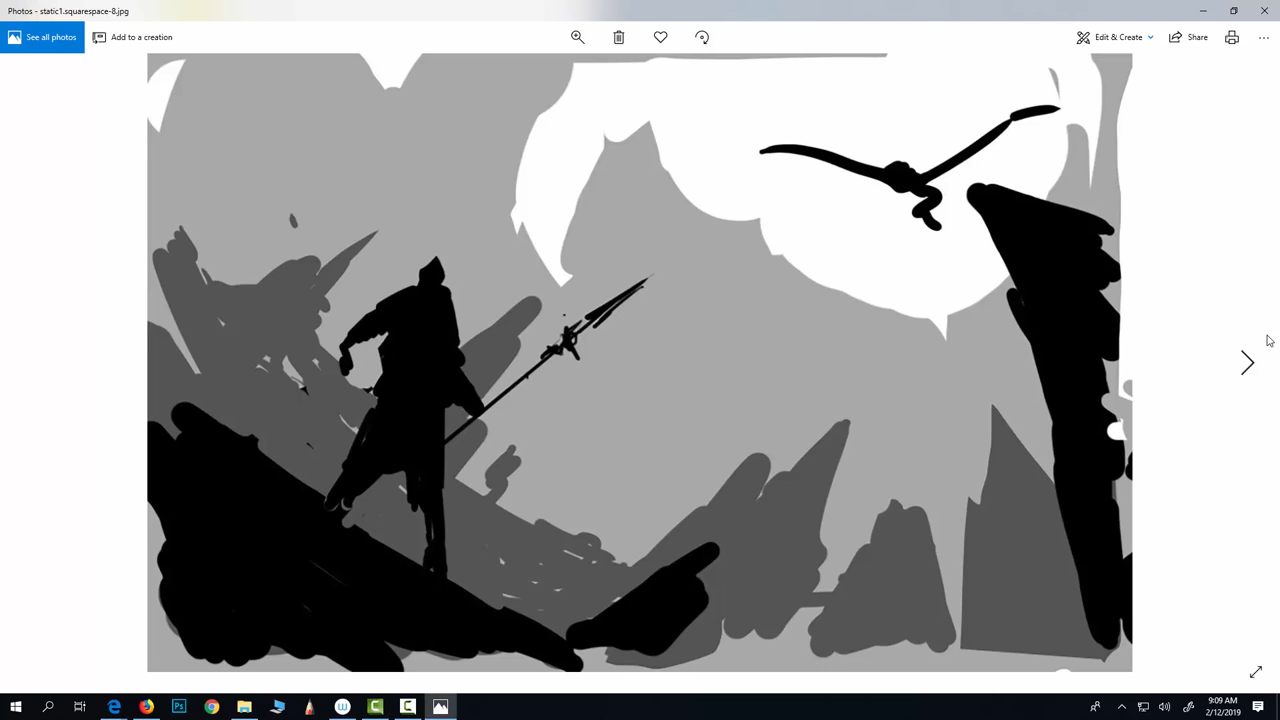 Photos - static1.squarespace-8.jpg
See all photos
Add to a creation
Edit & Create
Share
9:09 AM
2/12/2019